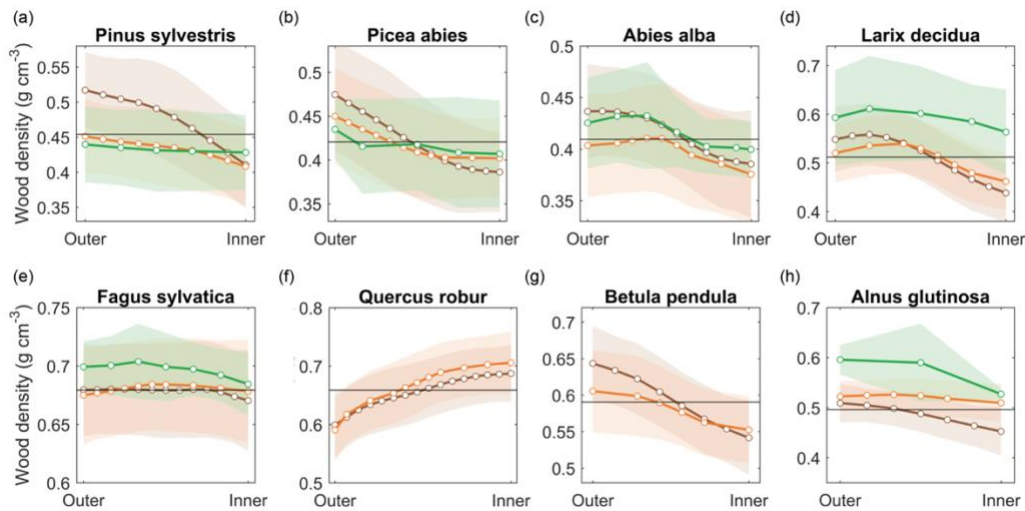 (a) Pinus sylvestris
(b) Picea abies
(c) Abies alba
(d) Larix decidua
Wood density (g cm⁻³)
0.55
0.5
0.45
0.4
0.35
Outer Inner
0.5
0.45
0.4
0.35
Outer Inner
0.5
0.45
0.4
0.35
Outer Inner
0.7
0.6
0.5
0.4
Outer Inner
(e) Fagus sylvatica
(f) Quercus robur
(g) Betula pendula
(h) Alnus glutinosa
Wood density (g cm⁻³)
0.75
0.7
0.65
0.6
Outer Inner
0.8
0.7
0.6
0.5
Outer Inner
0.7
0.65
0.6
0.55
0.5
Outer Inner
0.7
0.6
0.5
0.4
Outer Inner